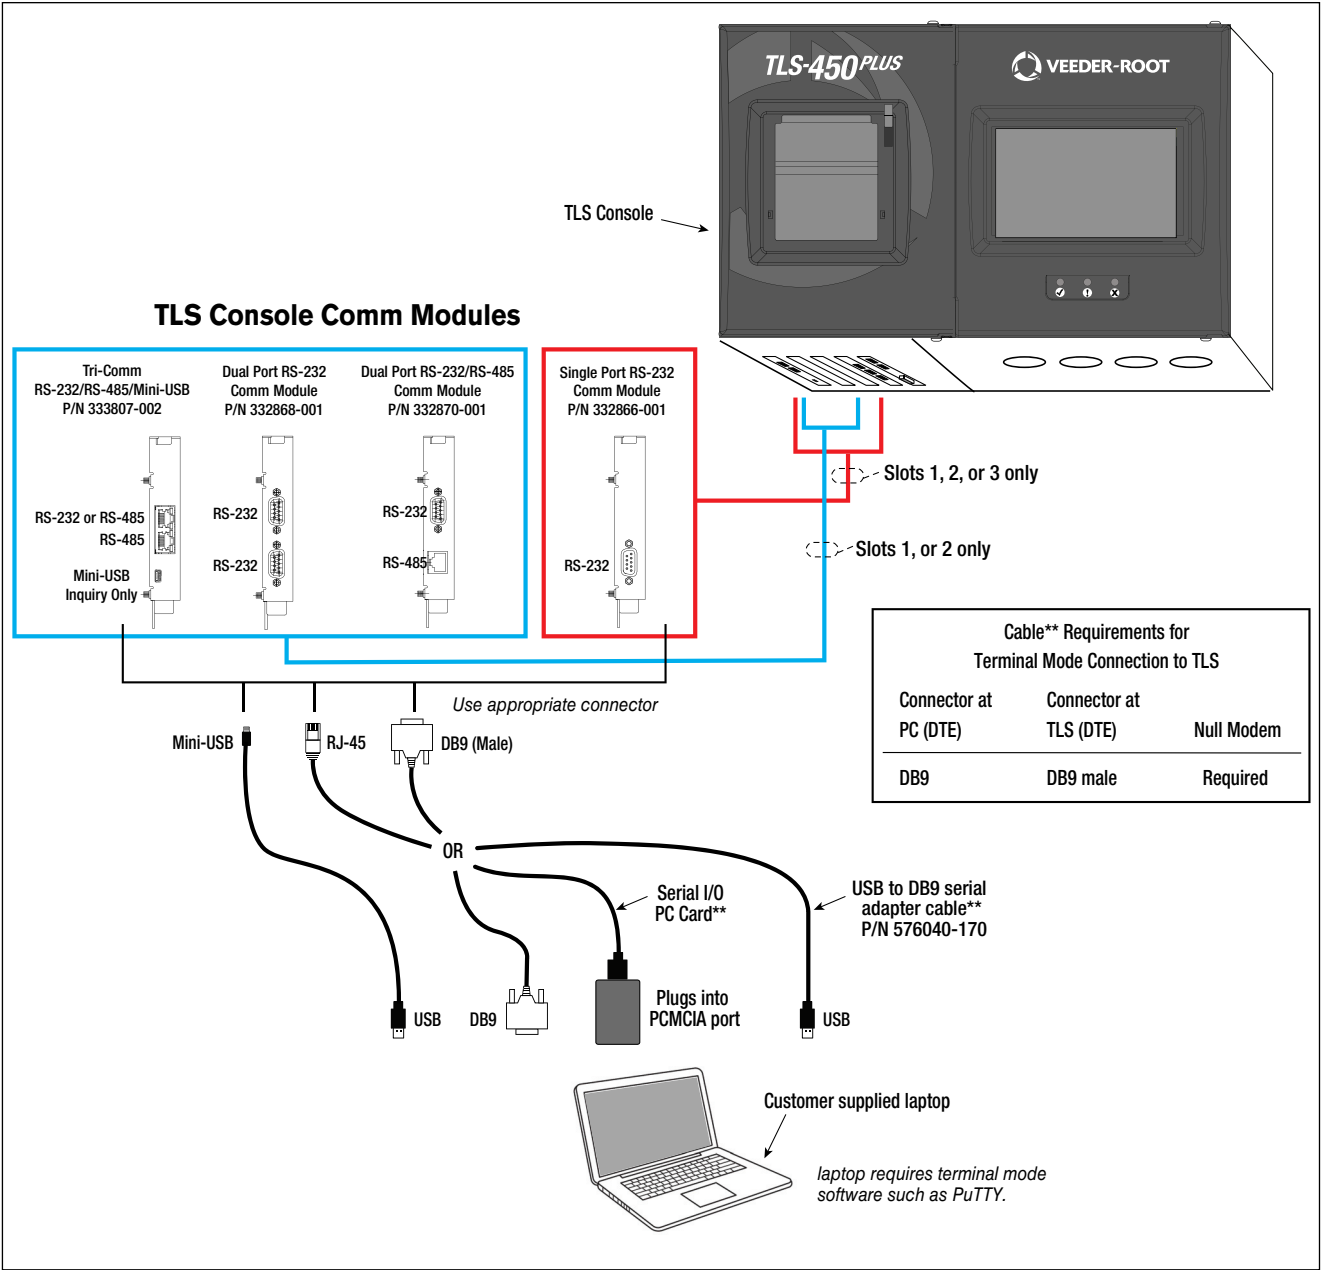 TLS-450PLUS
VEEDER-ROOT
TLS Console
TLS Console Comm Modules
Tri-Comm
RS-232/RS-485/Mini-USB
P/N 333807-002
Dual Port RS-232
Comm Module
P/N 332868-001
Dual Port RS-232/RS-485
Comm Module
P/N 332870-001
Single Port RS-232
Comm Module
P/N 332866-001
RS-232 or RS-485
RS-485
Mini-USB
Inquiry Only
RS-232
RS-232
RS-232
RS-485
RS-232
Slots 1, 2, or 3 only
Slots 1, or 2 only
Cable** Requirements for
Terminal Mode Connection to TLS
Connector at
PC (DTE)
Connector at
TLS (DTE)
Null Modem
DB9
DB9 male
Required
Use appropriate connector
Mini-USB
RJ-45
DB9 (Male)
OR
Serial I/O
PC Card**
USB to DB9 serial
adapter cable**
P/N 576040-170
USB
DB9
Plugs into
PCMCIA port
USB
Customer supplied laptop
laptop requires terminal mode
software such as PuTTY.